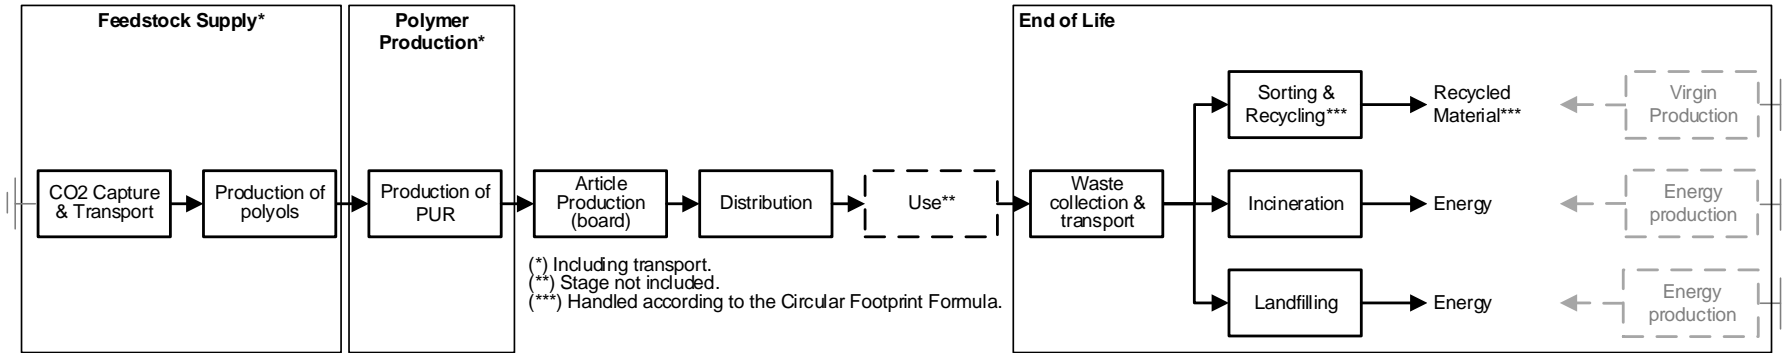 Feedstock Supply*
Polymer
Production*
End of Life
CO2 Capture
& Transport
Production of
polyols
Production of
PUR
Article
Production
(board)
Distribution
Use**
Waste
collection &
transport
Sorting &
Recycling***
Recycled
Material***
Virgin
Production
Incineration
Energy
Energy
production
Landfilling
Energy
Energy
production
(*) Including transport.
(**) Stage not included.
(***) Handled according to the Circular Footprint Formula.